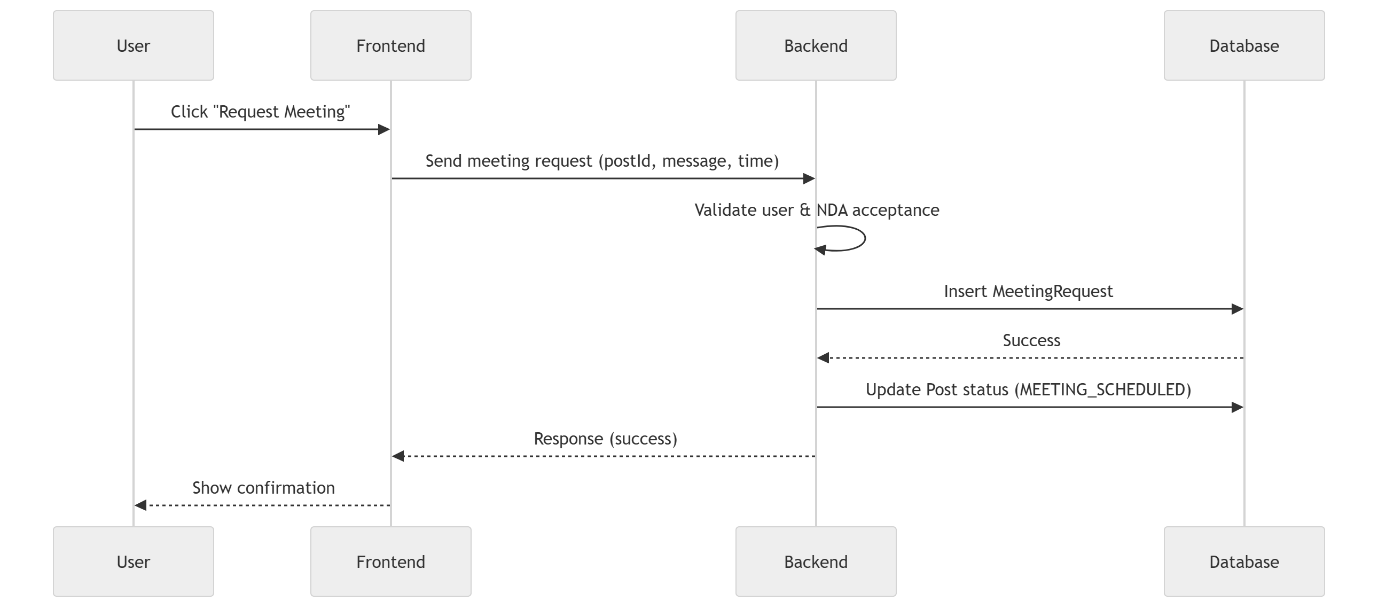 User
Frontend
Backend
Database
Click "Request Meeting"
Send meeting request (postId, message, time)
Validate user & NDA acceptance
Insert MeetingRequest
Success
Update Post status (MEETING_SCHEDULED)
Response (success)
Show confirmation
User
Frontend
Backend
Database